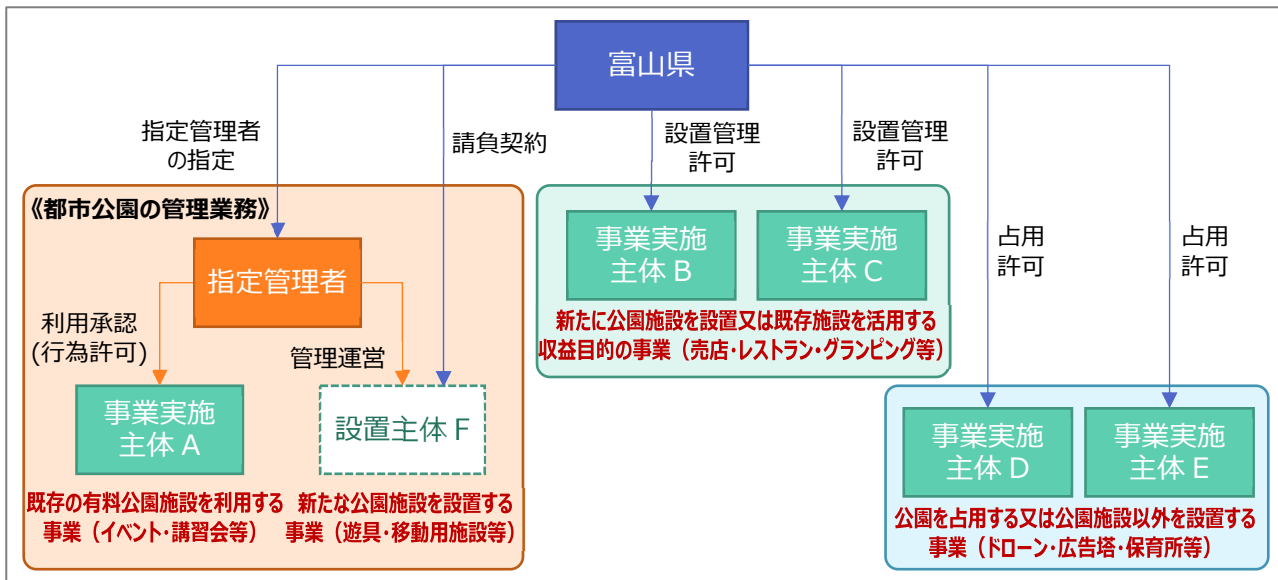 富山県
指定管理者
の指定
請負契約
設置管理
許可
設置管理
許可
占用
許可
占用
許可
《都市公園の管理業務》
指定管理者
利用承認
(行為許可)
管理運営
事業実施
主体A
設置主体F
既存の有料公園施設を利用する
事業（イベント・講習会等）
新たな公園施設を設置する
事業（遊具・移動用施設等）
事業実施
主体B
事業実施
主体C
新たに公園施設を設置又は既存施設を活用する
収益目的の事業（売店・レストラン・グランピング等）
事業実施
主体D
事業実施
主体E
公園を占用する又は公園施設以外を設置する
事業（ドローン・広告塔・保育所等）